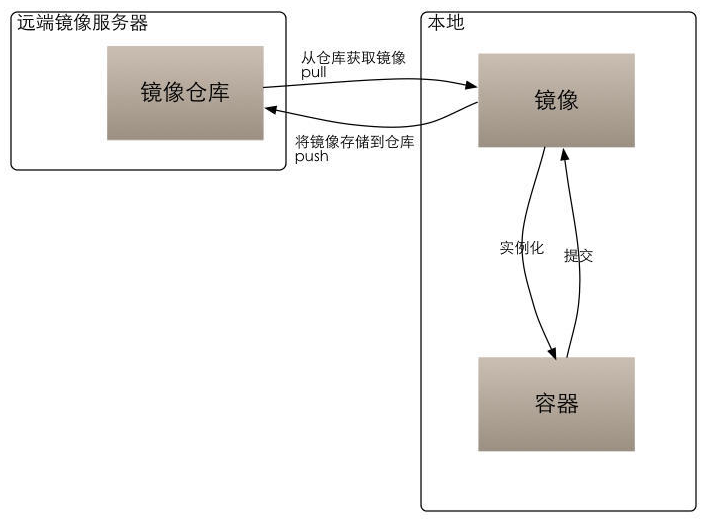 远端镜像服务器
镜像仓库
从仓库获取镜像
pull
将镜像存储到仓库
push
本地
镜像
实例化
提交
容器